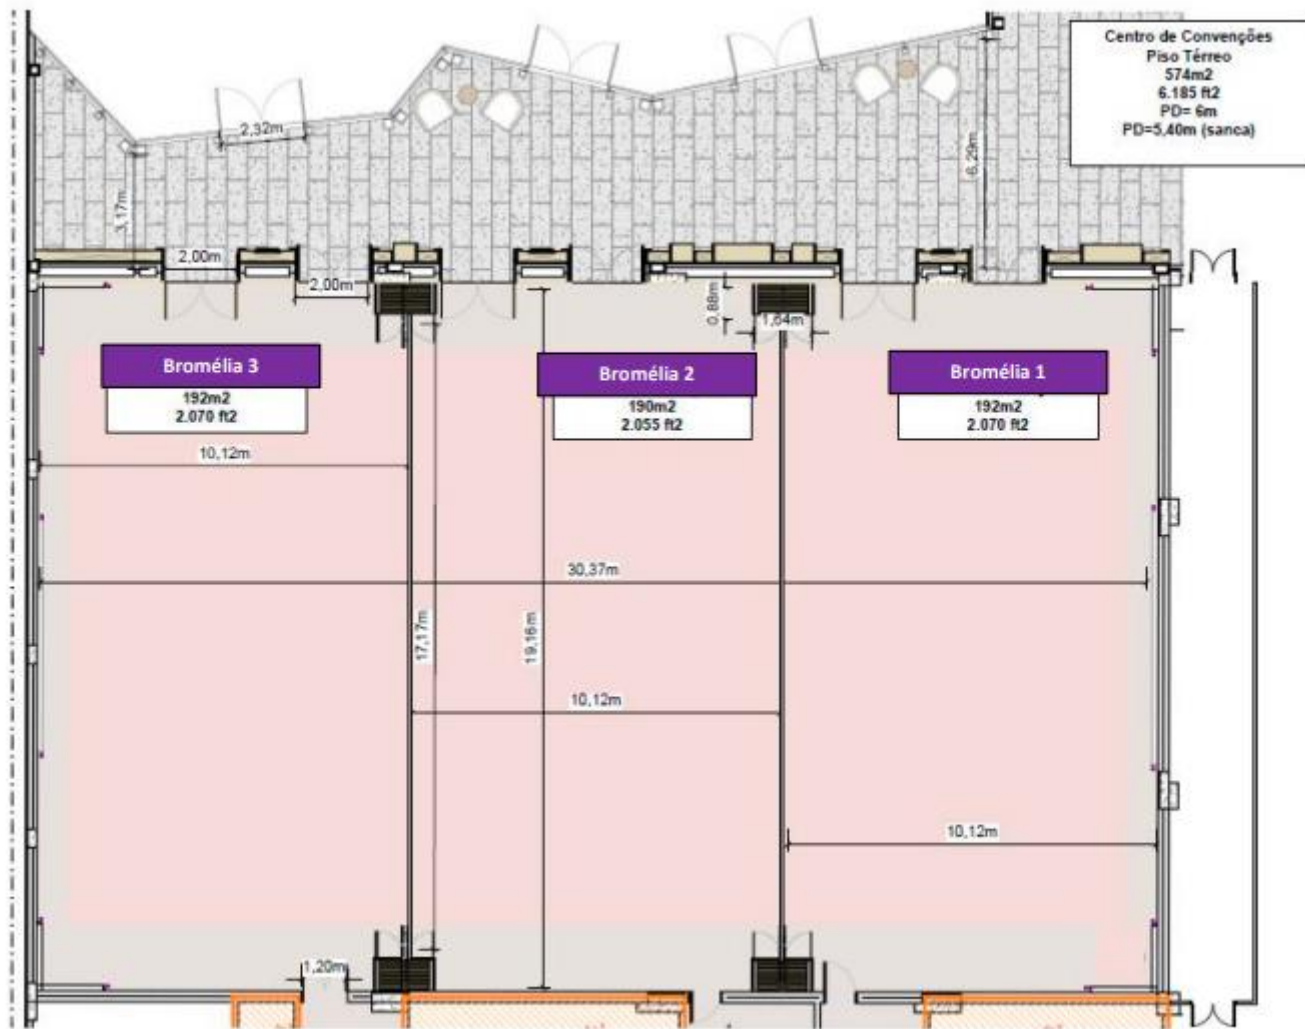 Centro de Convenções
Piso Térreo
574m2
6.185 ft2
PD= 6m
PD=5,40m (sanca)
2,32m
6,29m
3,17m
2,00m
2,00m
0,88m
1,64m
Bromélia 3
192m2
2.070 ft2
Bromélia 2
190m2
2.055 ft2
Bromélia 1
192m2
2.070 ft2
10,12m
30,37m
17,17m
19,16m
10,12m
10,12m
1,20m